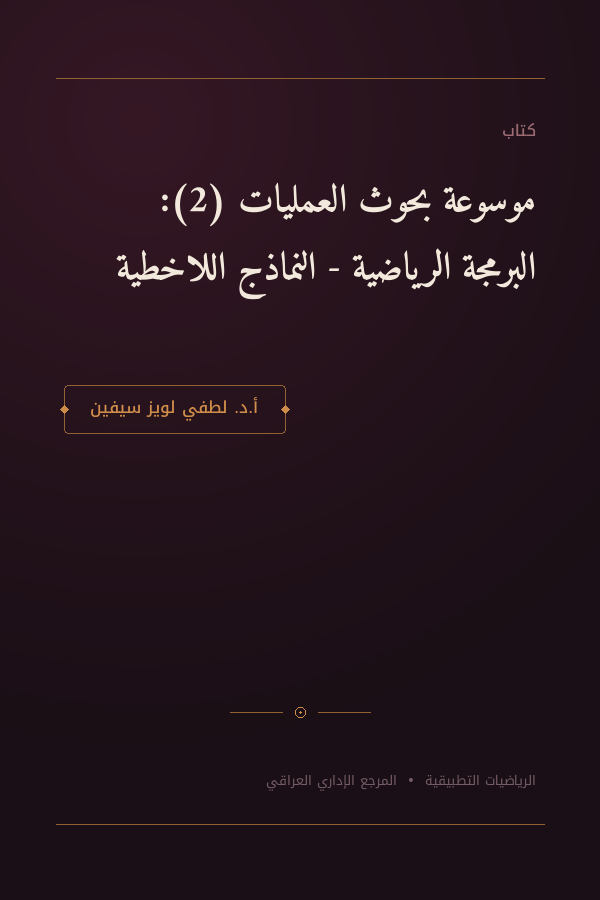 كتاب
موسوعة بحوث العمليات (2):
البرمجة الرياضية - النماذج اللاخطية
أ.د. لطفي لويز سيفين
الرياضيات التطبيقية • المرجع الإداري العراقي